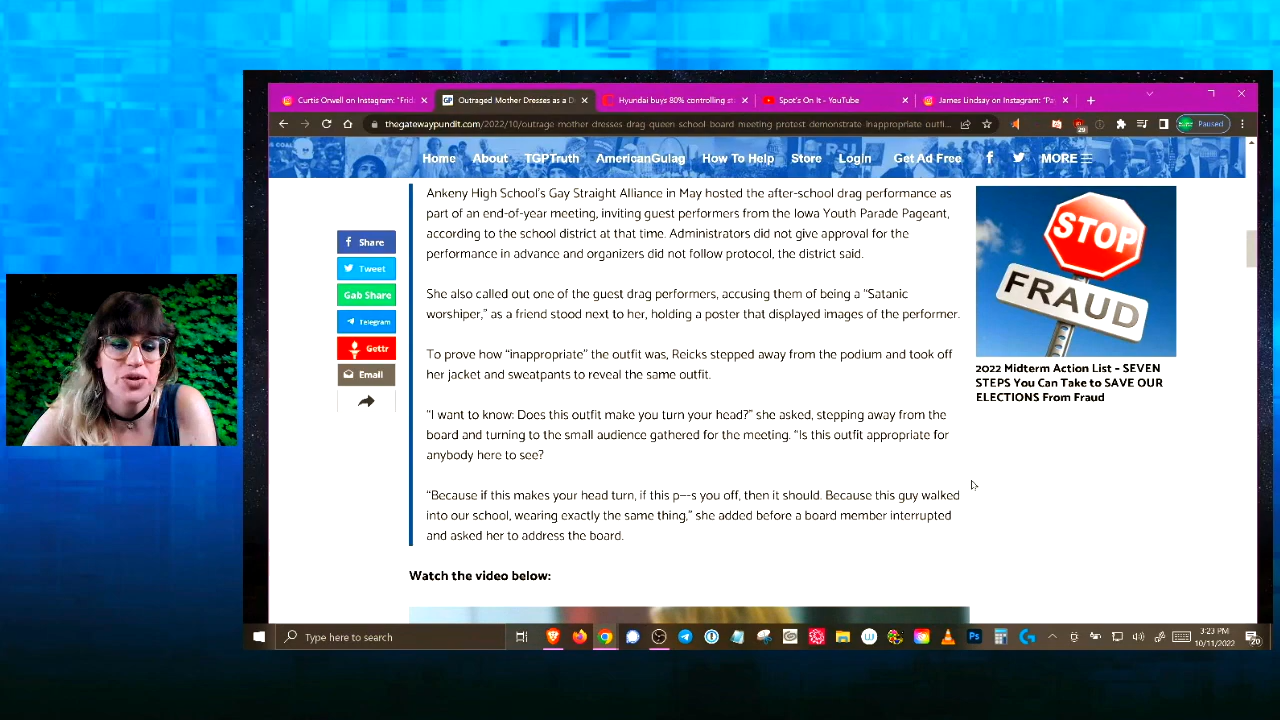 Curtis Orwell on Instagram: "Frid
Outraged Mother Dresses as a D
Hyundai buys 80% controlling st
Spot's On It - YouTube
James Lindsay on Instagram: "Pa
thegatewaypundit.com/2022/10/outrage-mother-dresses-drag-queen-school-board-meeting-protest-demonstrate-inappropriate-outfi...
29
Paused
Home About TGPTruth AmericanGulag How To Help Store Login Get Ad Free MORE
Ankeny High School's Gay Straight Alliance in May hosted the after-school drag performance as
part of an end-of-year meeting, inviting guest performers from the Iowa Youth Parade Pageant,
according to the school district at that time. Administrators did not give approval for the
performance in advance and organizers did not follow protocol, the district said.
She also called out one of the guest drag performers, accusing them of being a "Satanic
worshiper," as a friend stood next to her, holding a poster that displayed images of the performer.
To prove how "inappropriate" the outfit was, Reicks stepped away from the podium and took off
her jacket and sweatpants to reveal the same outfit.
"I want to know: Does this outfit make you turn your head?" she asked, stepping away from the
board and turning to the small audience gathered for the meeting. "Is this outfit appropriate for
anybody here to see?
"Because if this makes your head turn, if this p---s you off, then it should. Because this guy walked
into our school, wearing exactly the same thing," she added before a board member interrupted
and asked her to address the board.
Watch the video below:
Share
Tweet
Gab Share
Telegram
Gettr
Email
STOP
FRAUD
2022 Midterm Action List – SEVEN
STEPS You Can Take to SAVE OUR
ELECTIONS From Fraud
Type here to search
3:23 PM
10/11/2022
20